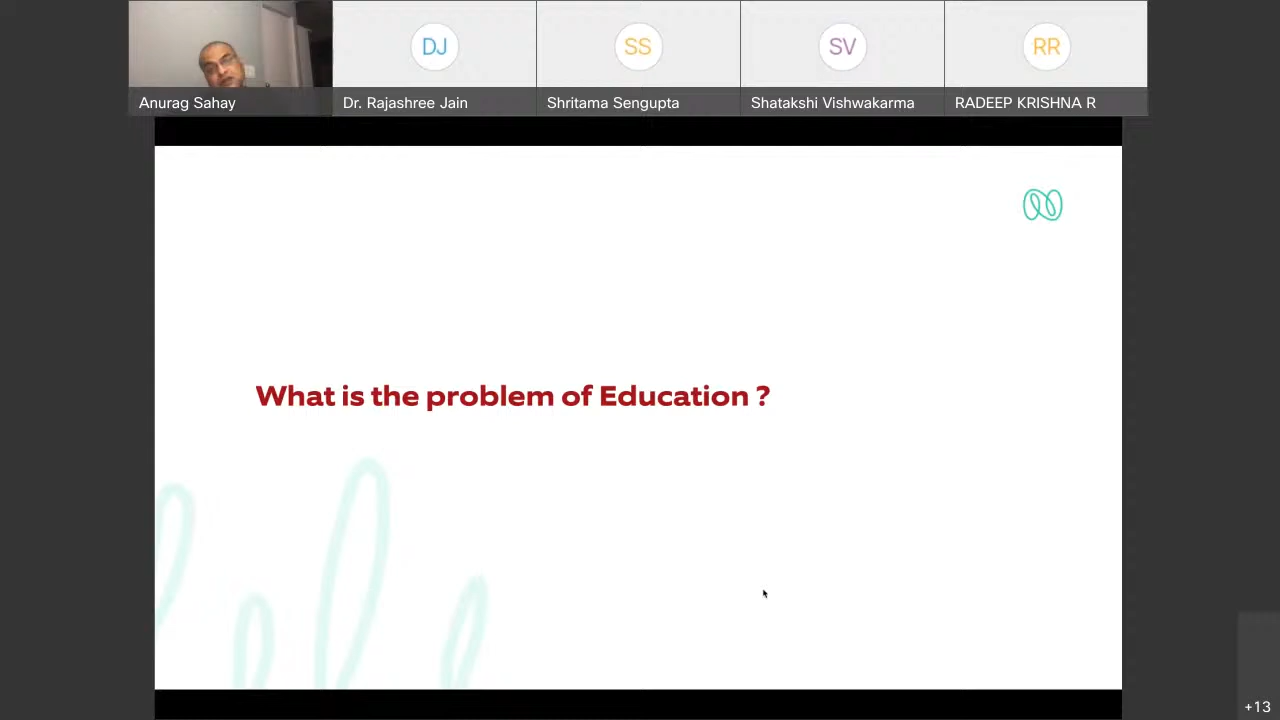 DJ
SS
SV
RR
Anurag Sahay
Dr. Rajashree Jain
Shritama Sengupta
Shatakshi Vishwakarma
RADEEP KRISHNA R
What is the problem of Education ?
+13